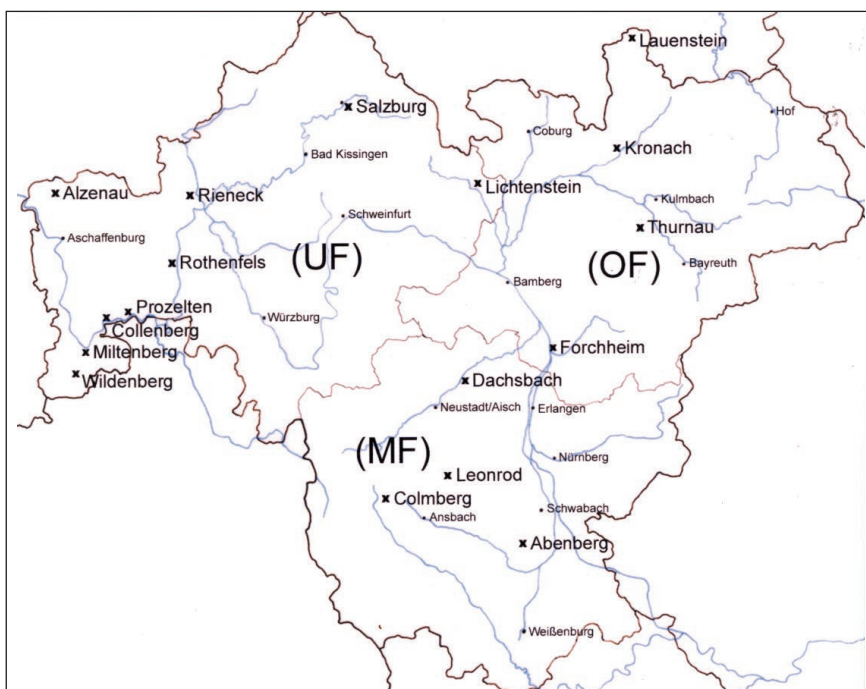 Lauenstein
Salzburg
Hof
Coburg
Kronach
Bad Kissingen
Lichtenstein
Alzenau
Rieneck
Kulmbach
Schweinfurt
Thurnau
Aschaffenburg
Rothenfels
(UF)
(OF)
Bayreuth
Bamberg
Prozelten
Würzburg
Collenberg
Miltenberg
Forchheim
Wildenberg
Dachsbach
Neustadt/Aisch
Erlangen
(MF)
Nürnberg
Leonrod
Colmberg
Schwabach
Ansbach
Abenberg
Weißenburg